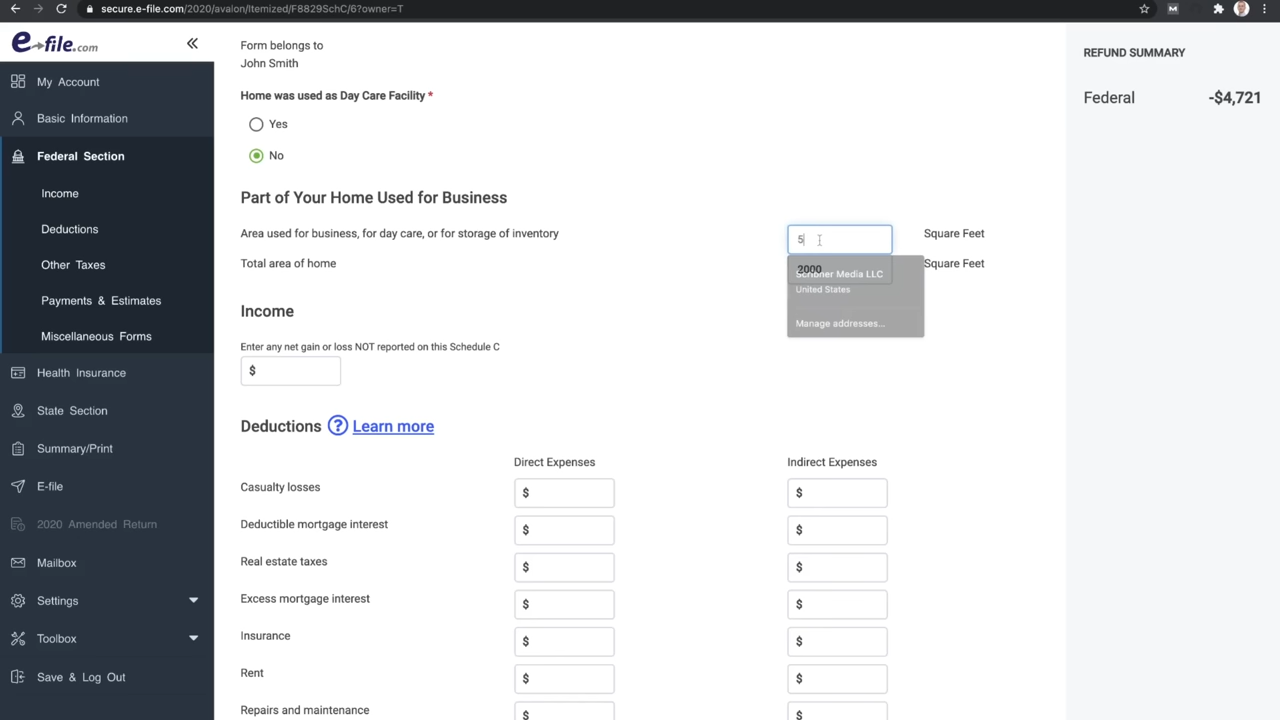 secure.e-file.com/2020/avalon/Itemized/F8829SchC/6?owner=T
e-file.com
My Account
Basic Information
Federal Section
Income
Deductions
Other Taxes
Payments & Estimates
Miscellaneous Forms
Health Insurance
State Section
Summary/Print
E-file
2020 Amended Return
Mailbox
Settings
Toolbox
Save & Log Out
Form belongs to
John Smith
Home was used as Day Care Facility *
Yes
No
Part of Your Home Used for Business
Area used for business, for day care, or for storage of inventory 5 Square Feet
Total area of home Square Feet
2000
Scribner Media LLC
United States
Manage addresses...
Income
Enter any net gain or loss NOT reported on this Schedule C
$
Deductions ? Learn more
Direct Expenses Indirect Expenses
Casualty losses $ $
Deductible mortgage interest $ $
Real estate taxes $ $
Excess mortgage interest $ $
Insurance $ $
Rent $ $
Repairs and maintenance $ $
REFUND SUMMARY
Federal -$4,721